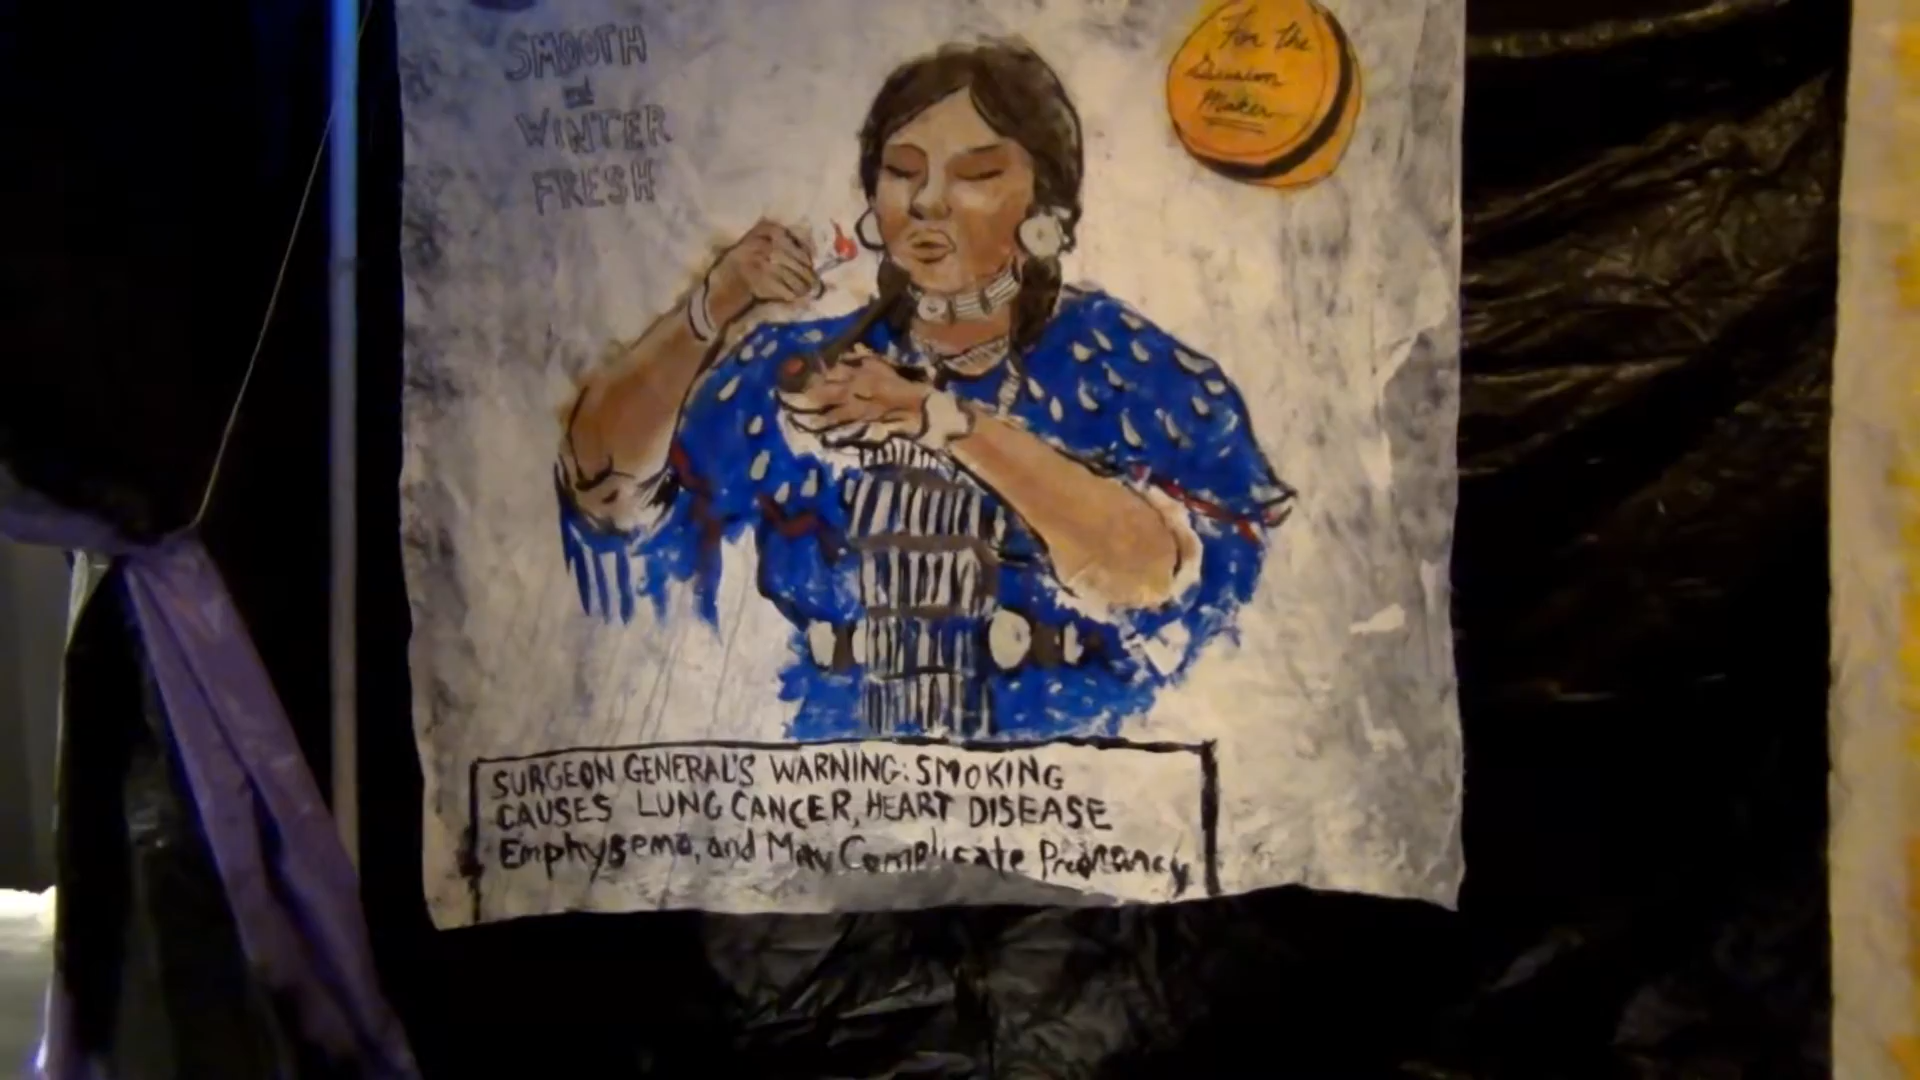 SMOOTH
and
WINTER
FRESH
For the
Decision
Maker
SURGEON GENERAL'S WARNING: SMOKING
CAUSES LUNG CANCER, HEART DISEASE
Emphysema, and May Complicate Pregnancy